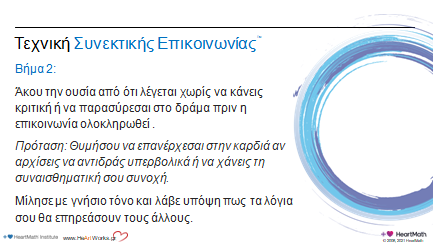 Τεχνική Συνεκτικής Επικοινωνίας™
Βήμα 2:
Άκου την ουσία από ότι λέγεται χωρίς να κάνεις
κριτική ή να παρασύρεσαι στο δράμα πριν η
επικοινωνία ολοκληρωθεί .
Πρόταση: Θυμήσου να επανέρχεσαι στην καρδιά αν
αρχίσεις να αντιδράς υπερβολικά ή να χάνεις τη
συναισθηματική σου συνοχή.
Μίλησε με γνήσιο τόνο και λάβε υπόψη πως τα λόγια
σου θα επηρεάσουν τους άλλους.
HeartMath Institute www.HeArtWorks.gr
HeartMath.